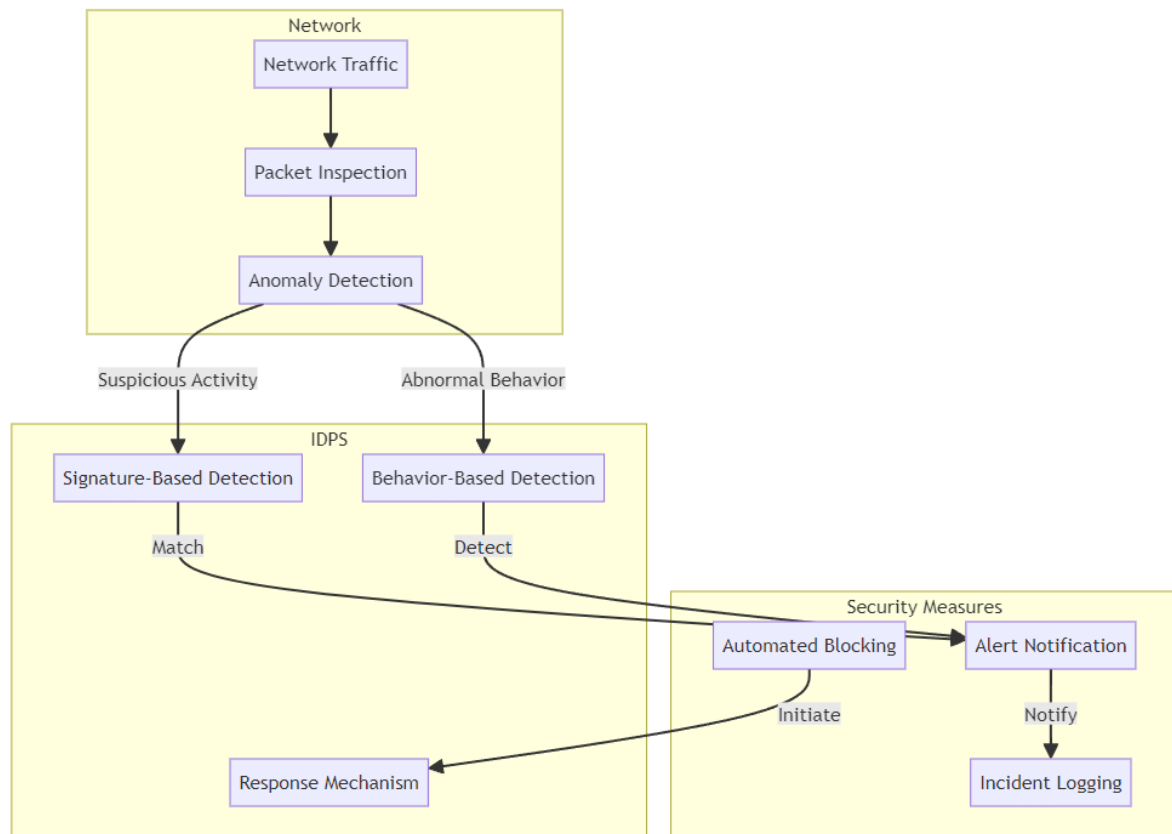 Network
Network Traffic
Packet Inspection
Anomaly Detection
Suspicious Activity
Abnormal Behavior
IDPS
Signature-Based Detection
Behavior-Based Detection
Match
Detect
Security Measures
Automated Blocking
Alert Notification
Initiate
Notify
Response Mechanism
Incident Logging